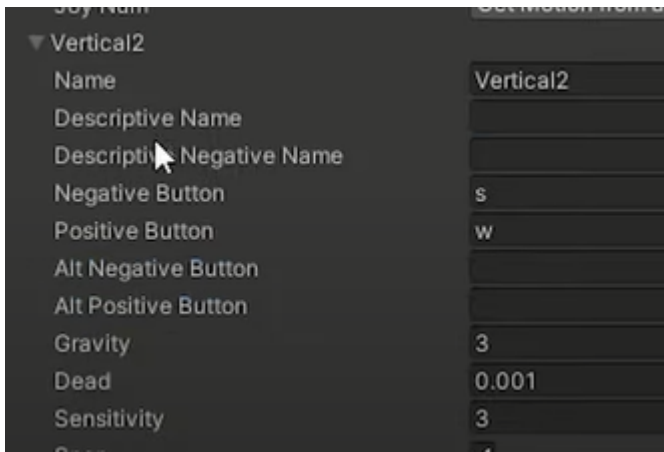 Vertical2
Name Vertical2
Descriptive Name
Descriptive Negative Name
Negative Button s
Positive Button w
Alt Negative Button
Alt Positive Button
Gravity 3
Dead 0.001
Sensitivity 3